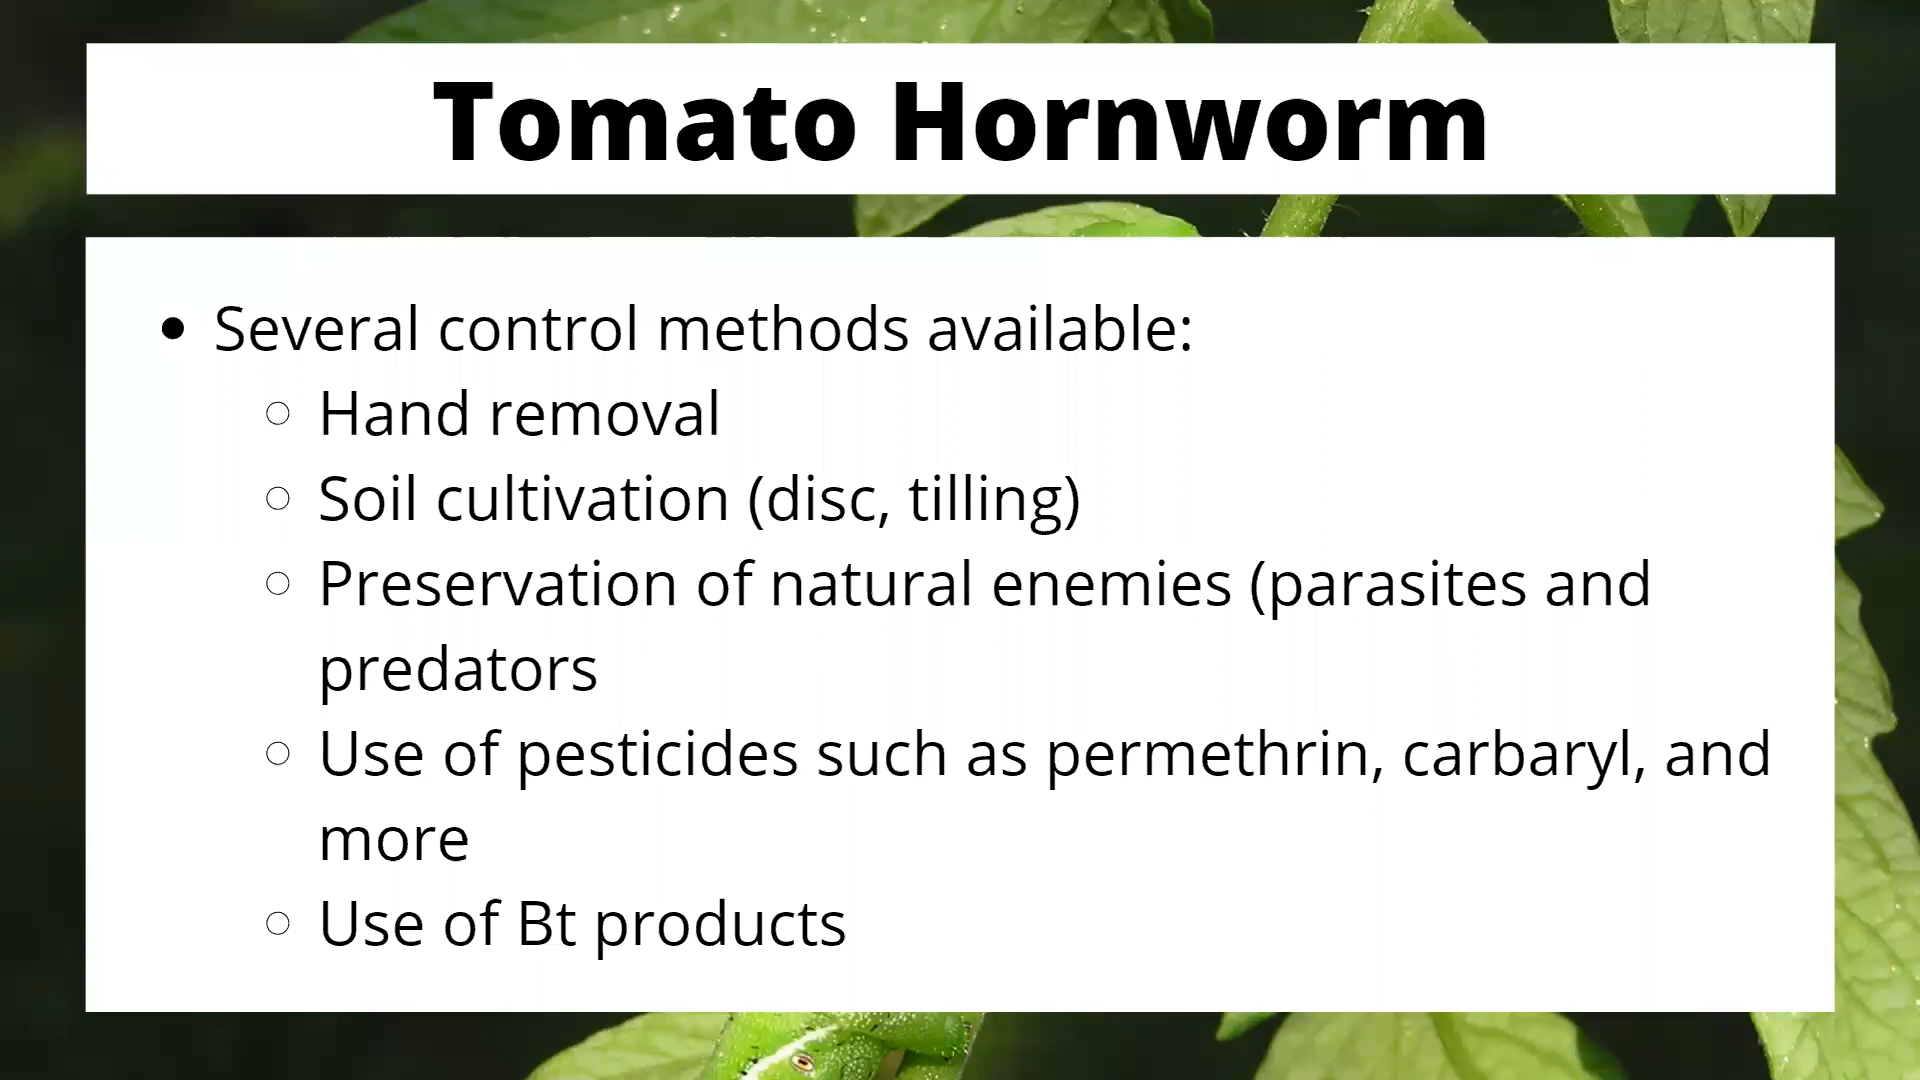 Tomato Hornworm
• Several control methods available:
○ Hand removal
○ Soil cultivation (disc, tilling)
○ Preservation of natural enemies (parasites and
predators
○ Use of pesticides such as permethrin, carbaryl, and
more
○ Use of Bt products